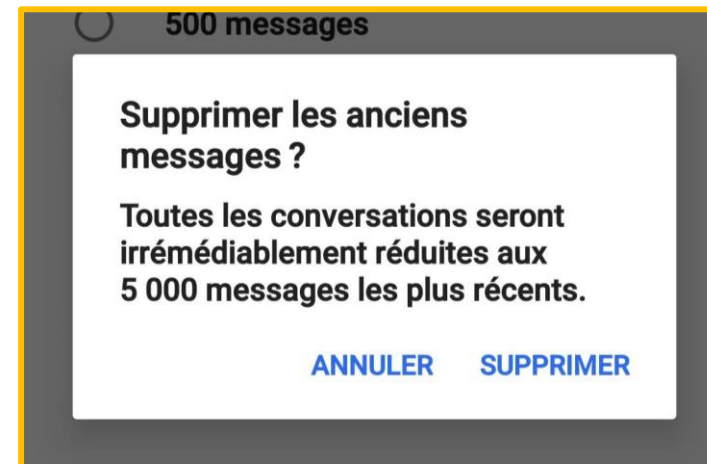 500 messages
Supprimer les anciens
messages ?
Toutes les conversations seront
irrémédiablement réduites aux
5 000 messages les plus récents.
ANNULER SUPPRIMER